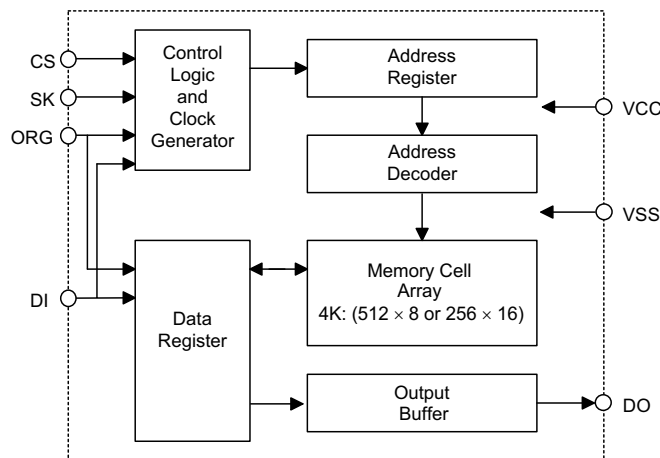 CS
SK
ORG
DI
Control
Logic
and
Clock
Generator
Address
Register
VCC
Address
Decoder
VSS
Data
Register
Memory Cell
Array
4K: (512 × 8 or 256 × 16)
Output
Buffer
DO